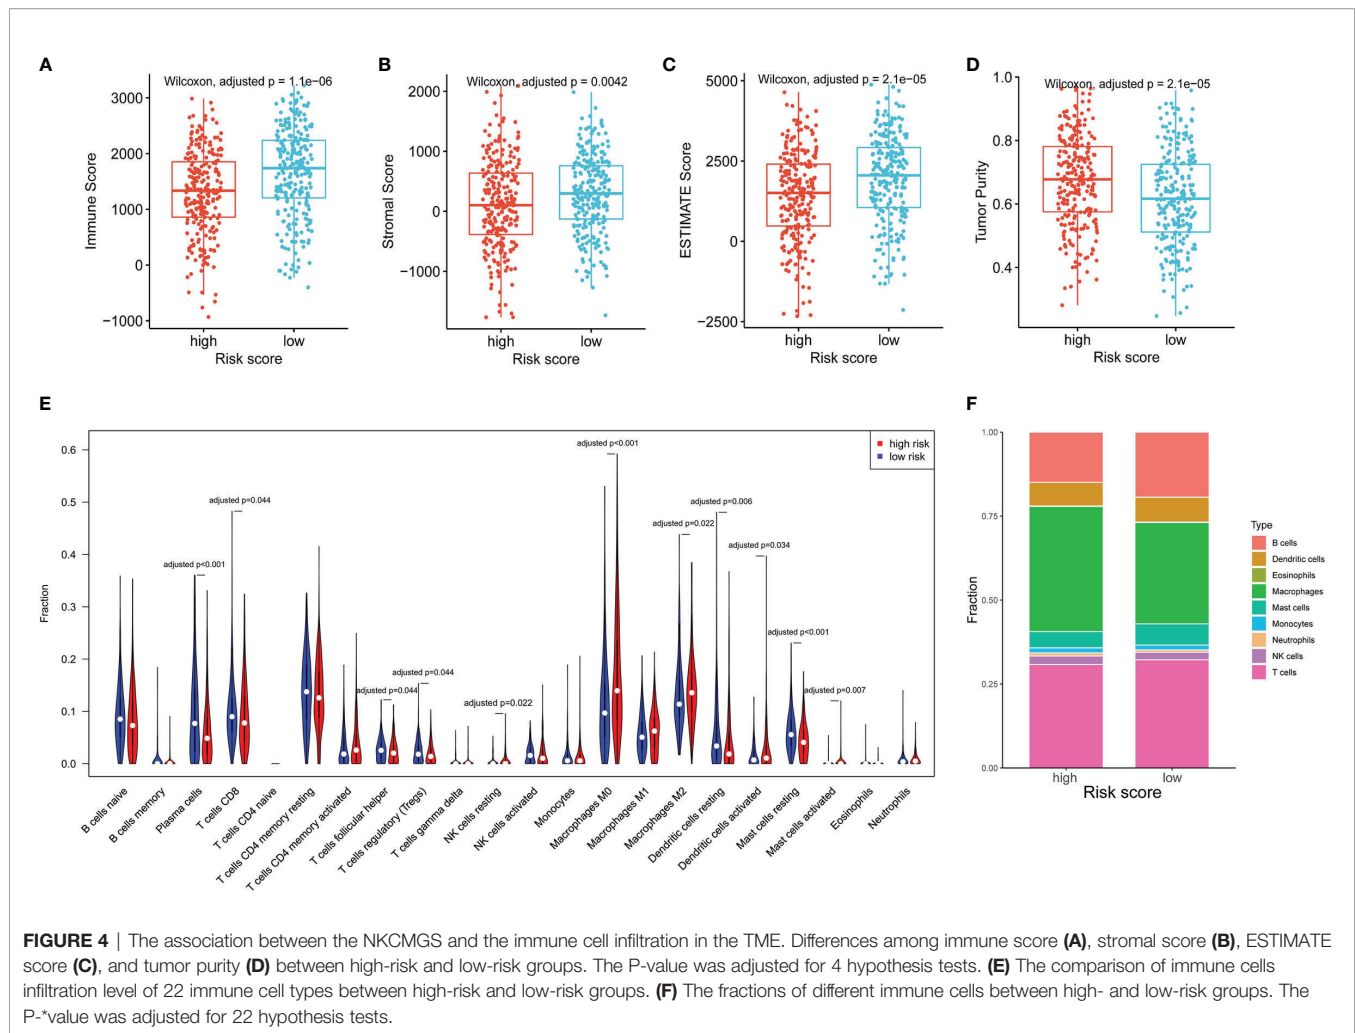 A
Wilcoxon, adjusted p = 1.1e−06
Immune Score
3000
2000
1000
0
−1000
high
low
Risk score
B
Wilcoxon, adjusted p = 0.0042
Stromal Score
2000
1000
0
−1000
high
low
Risk score
C
Wilcoxon, adjusted p = 2.1e−05
ESTIMATE Score
5000
2500
0
−2500
high
low
Risk score
D
Wilcoxon, adjusted p = 2.1e−05
Tumor Purity
1.0
0.8
0.6
0.4
high
low
Risk score
E
Fraction
0.6
0.5
0.4
0.3
0.2
0.1
0.0
high risk
low risk
adjusted p<0.001
adjusted p=0.044
adjusted p=0.044
adjusted p=0.044
adjusted p=0.022
adjusted p<0.001
adjusted p=0.022
adjusted p=0.006
adjusted p=0.034
adjusted p<0.001
adjusted p=0.007
B cells naive
B cells memory
Plasma cells
T cells CD8
T cells CD4 naive
T cells CD4 memory resting
T cells CD4 memory activated
T cells follicular helper
T cells regulatory (Tregs)
T cells gamma delta
NK cells resting
NK cells activated
Monocytes
Macrophages M0
Macrophages M1
Macrophages M2
Dendritic cells resting
Dendritic cells activated
Mast cells resting
Mast cells activated
Eosinophils
Neutrophils
F
Fraction
1.00
0.75
0.50
0.25
0.00
high
low
Risk score
Type
B cells
Dendritic cells
Eosinophils
Macrophages
Mast cells
Monocytes
Neutrophils
NK cells
T cells
FIGURE 4 | The association between the NKCMGS and the immune cell infiltration in the TME. Differences among immune score (A), stromal score (B), ESTIMATE
score (C), and tumor purity (D) between high-risk and low-risk groups. The P-value was adjusted for 4 hypothesis tests. (E) The comparison of immune cells
infiltration level of 22 immune cell types between high-risk and low-risk groups. (F) The fractions of different immune cells between high- and low-risk groups. The
P-*value was adjusted for 22 hypothesis tests.